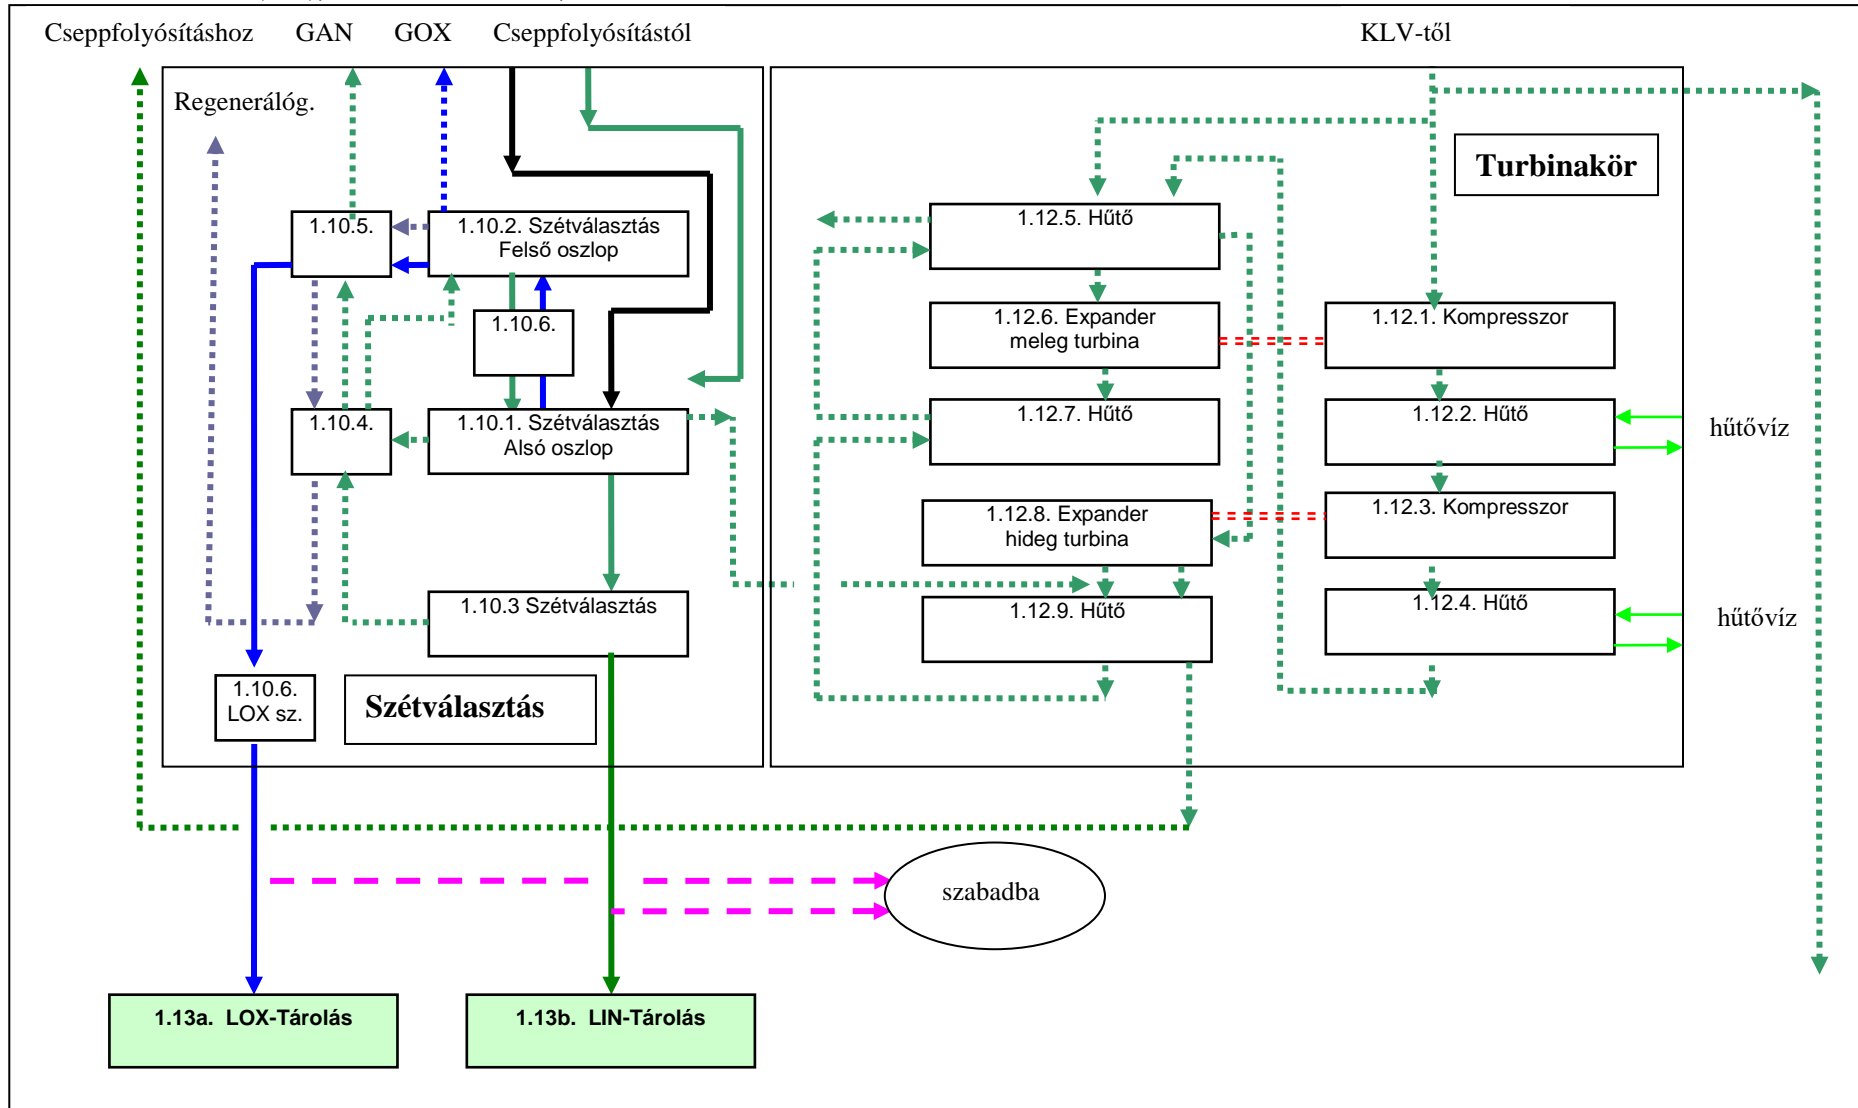 Cseppfolyósításhoz GAN GOX Cseppfolyósítástól KLV-től
Regenerálóg.
Turbinakör
1.10.5.
1.10.2. Szétválasztás
Felső oszlop
1.12.5. Hűtő
1.10.6.
1.12.6. Expander
meleg turbina
1.12.1. Kompresszor
1.10.4.
1.10.1. Szétválasztás
Alsó oszlop
1.12.7. Hűtő
1.12.2. Hűtő
hűtővíz
1.12.8. Expander
hideg turbina
1.12.3. Kompresszor
1.10.3 Szétválasztás
1.12.9. Hűtő
1.12.4. Hűtő
hűtővíz
1.10.6.
LOX sz.
Szétválasztás
szabadba
1.13a. LOX-Tárolás
1.13b. LIN-Tárolás